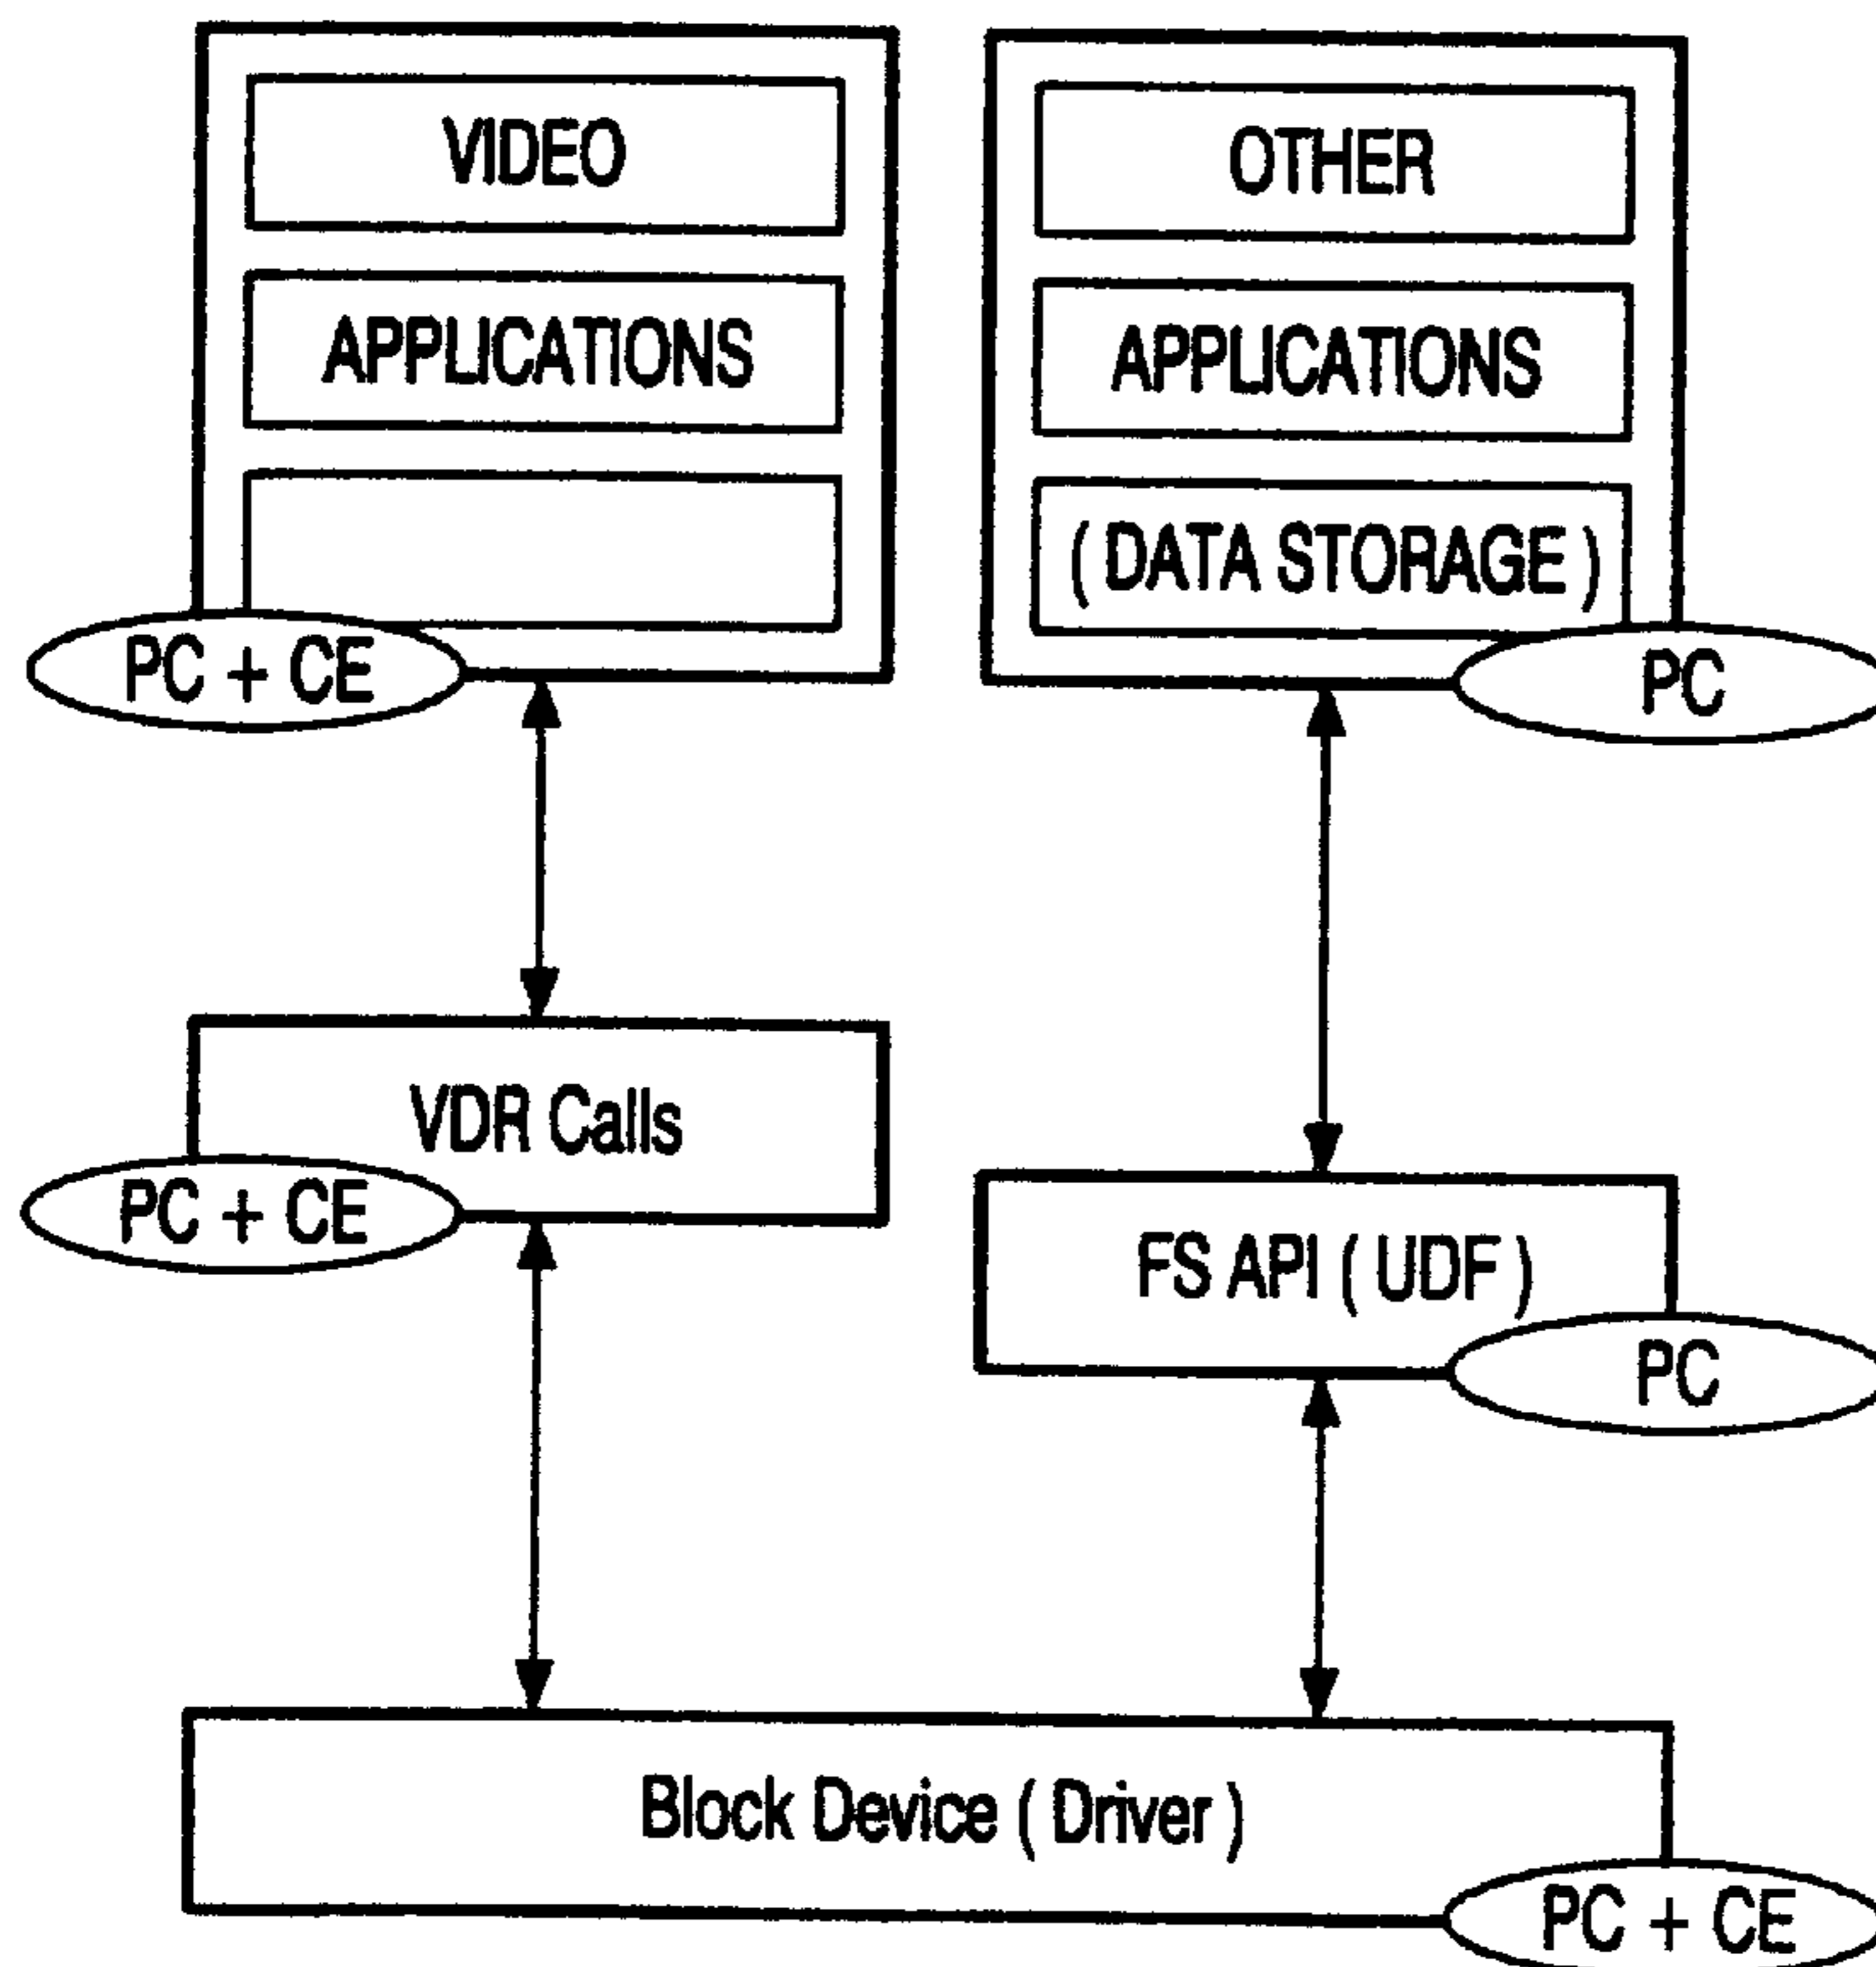 VIDEO
APPLICATIONS
PC + CE
OTHER
APPLICATIONS
( DATA STORAGE )
PC
VDR Calls
PC + CE
FS API ( UDF )
PC
Block Device ( Driver )
PC + CE